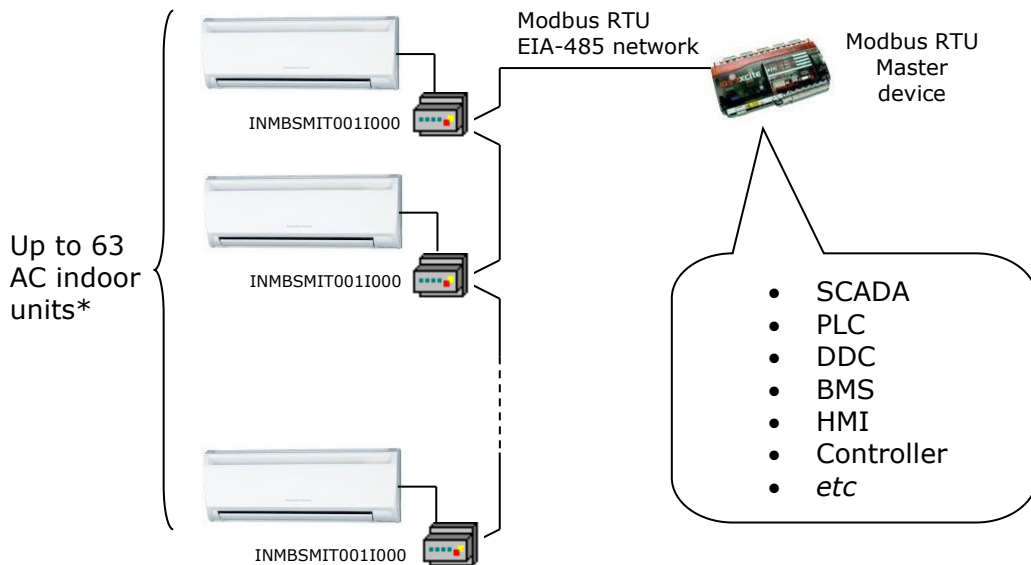 Modbus RTU
EIA-485 network
Modbus RTU
Master
device
INMBSMIT001I000
INMBSMIT001I000
Up to 63
AC indoor
units*
• SCADA
• PLC
• DDC
• BMS
• HMI
• Controller
• etc
INMBSMIT001I000